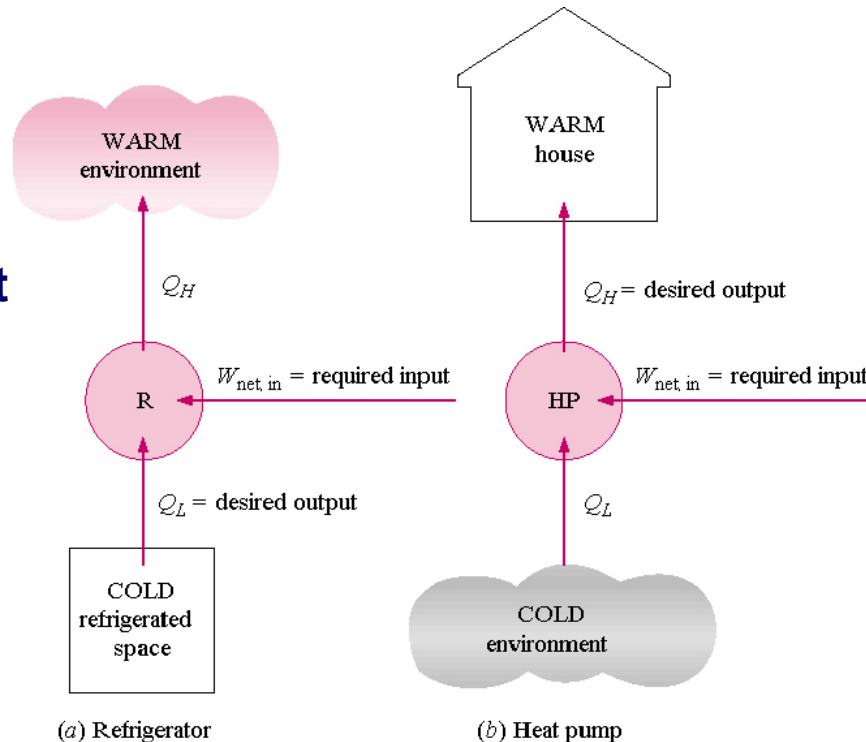 WARM
environment
Q_H
t
W_net, in = required input
R
Q_L = desired output
COLD
refrigerated
space
(a) Refrigerator
WARM
house
Q_H = desired output
W_net, in = required input
HP
Q_L
COLD
environment
(b) Heat pump